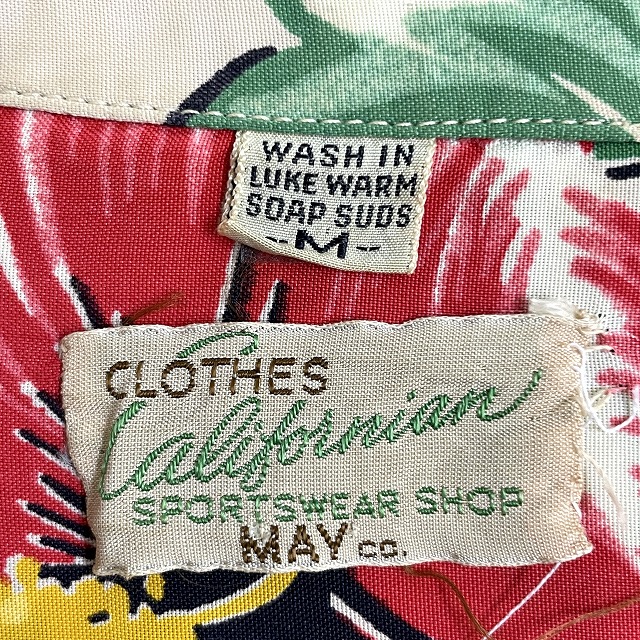 WASH IN
LUKE WARM
SOAP SUDS
--M--
CLOTHES
Californian
SPORTSWEAR SHOP
MAY CO.